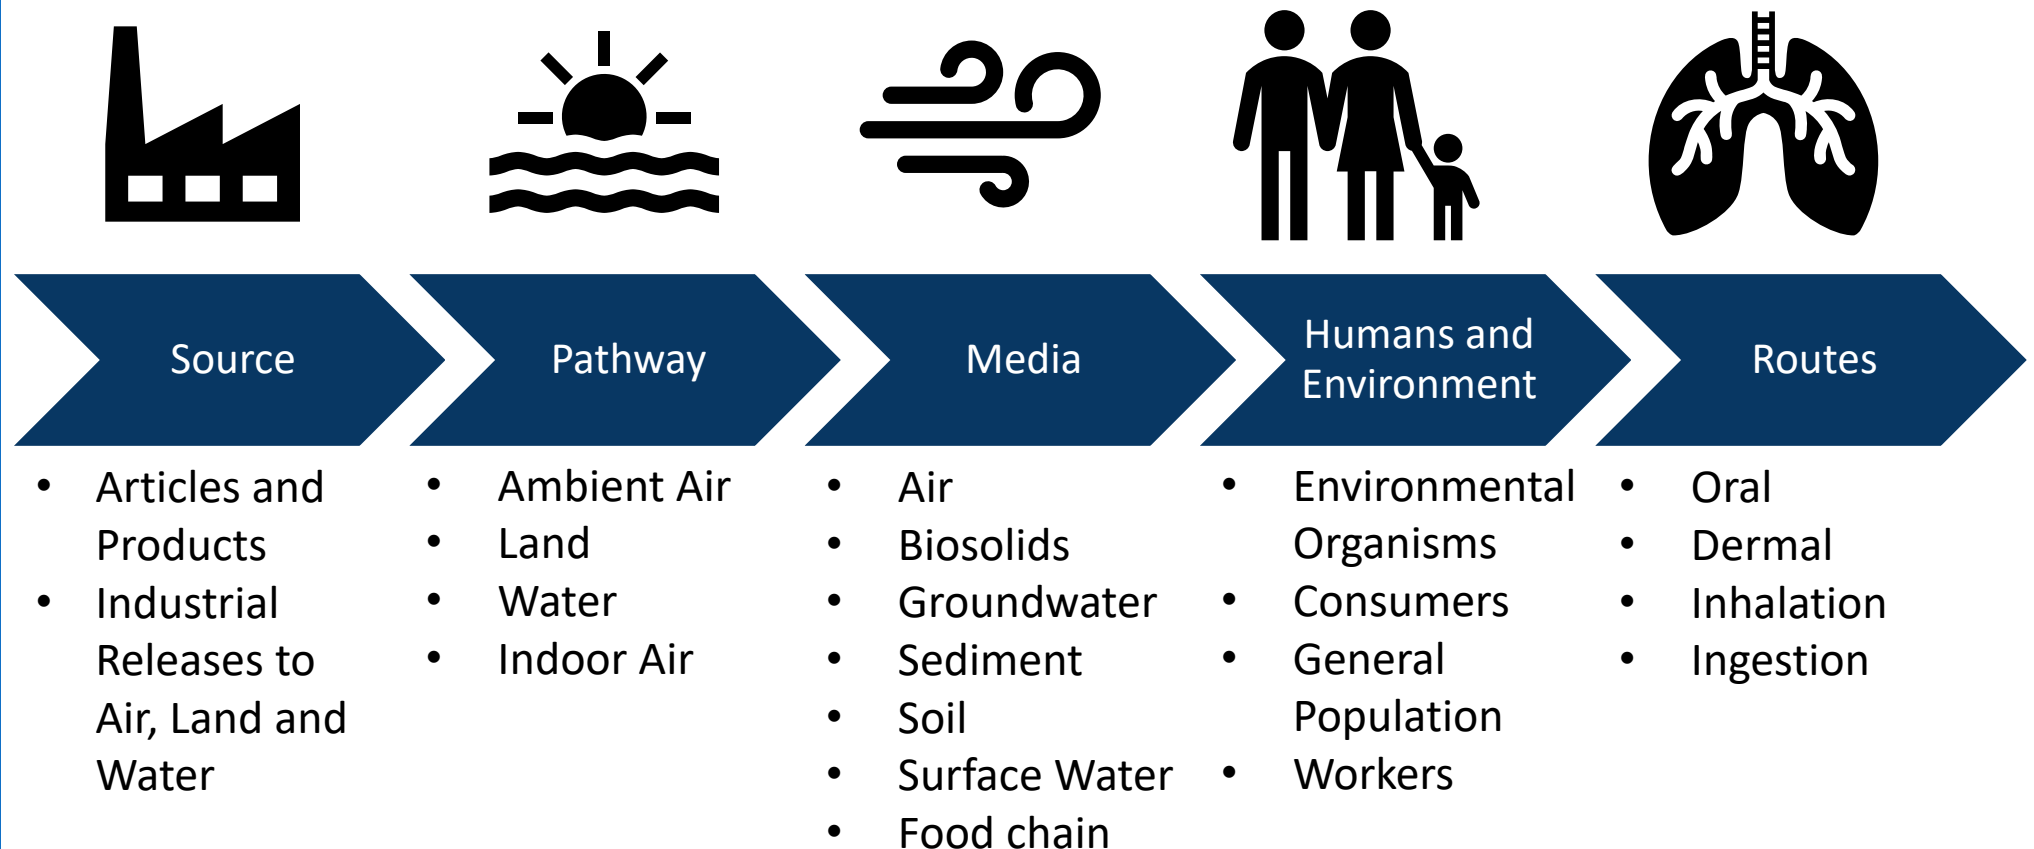 Source
Pathway
Media
Humans and
Environment
Routes
• Articles and
Products
• Industrial
Releases to
Air, Land and
Water
• Ambient Air
• Land
• Water
• Indoor Air
• Air
• Biosolids
• Groundwater
• Sediment
• Soil
• Surface Water
• Food chain
• Environmental
Organisms
• Consumers
• General
Population
• Workers
• Oral
• Dermal
• Inhalation
• Ingestion